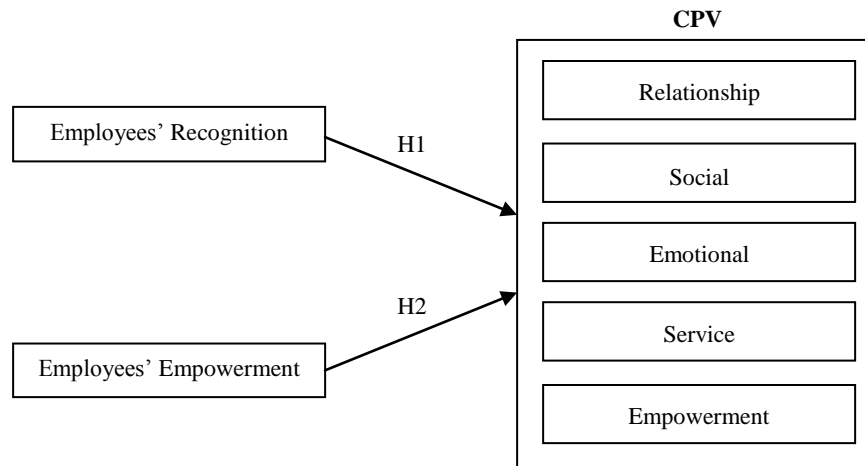 CPV
Relationship
Employees’ Recognition
H1
Social
Emotional
H2
Service
Employees’ Empowerment
Empowerment